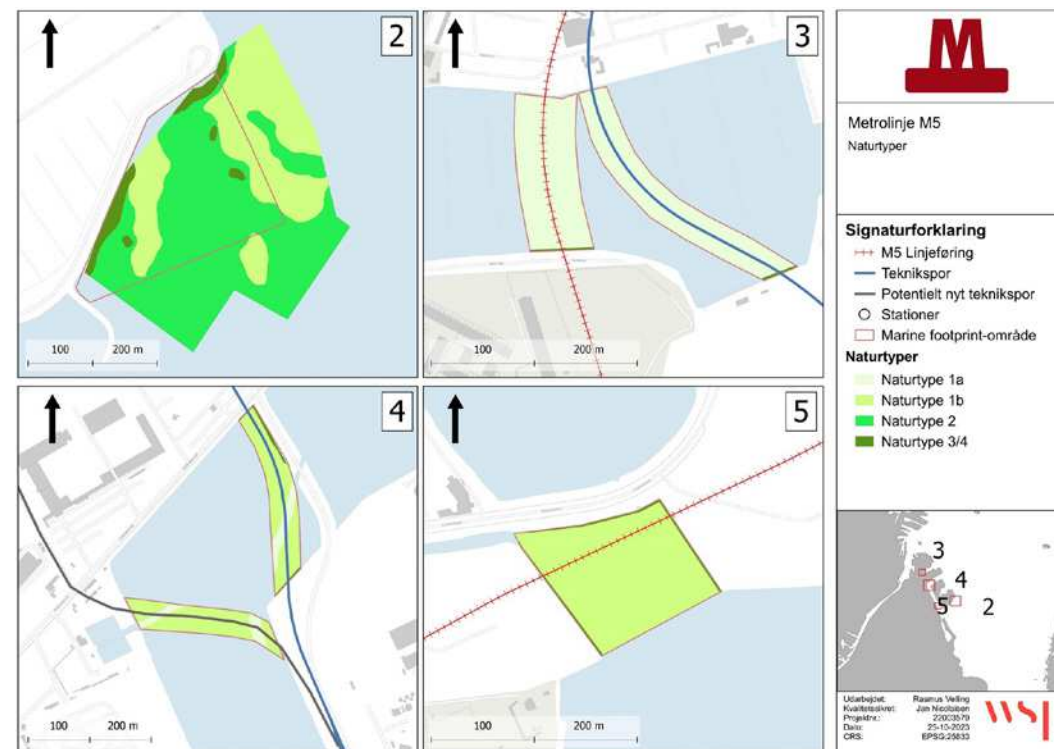 2
100
200 m
3
100
200 m
4
100
200 m
5
100
200 m
M
Metrolinje M5
Naturtyper
Signaturforklaring
M5 Linjeføring
Teknikspor
Potentielt nyt teknikspor
Stationer
Marine footprint-område
Naturtyper
Naturtype 1a
Naturtype 1b
Naturtype 2
Naturtype 3/4
3
4
5
2
Udarbejdet: Rasmus Velling
Kvalitetssikret: Jan Nicolaisen
Projektnr.: 22003579
Dato: 25-10-2023
CRS: EPSG:25833
WSP